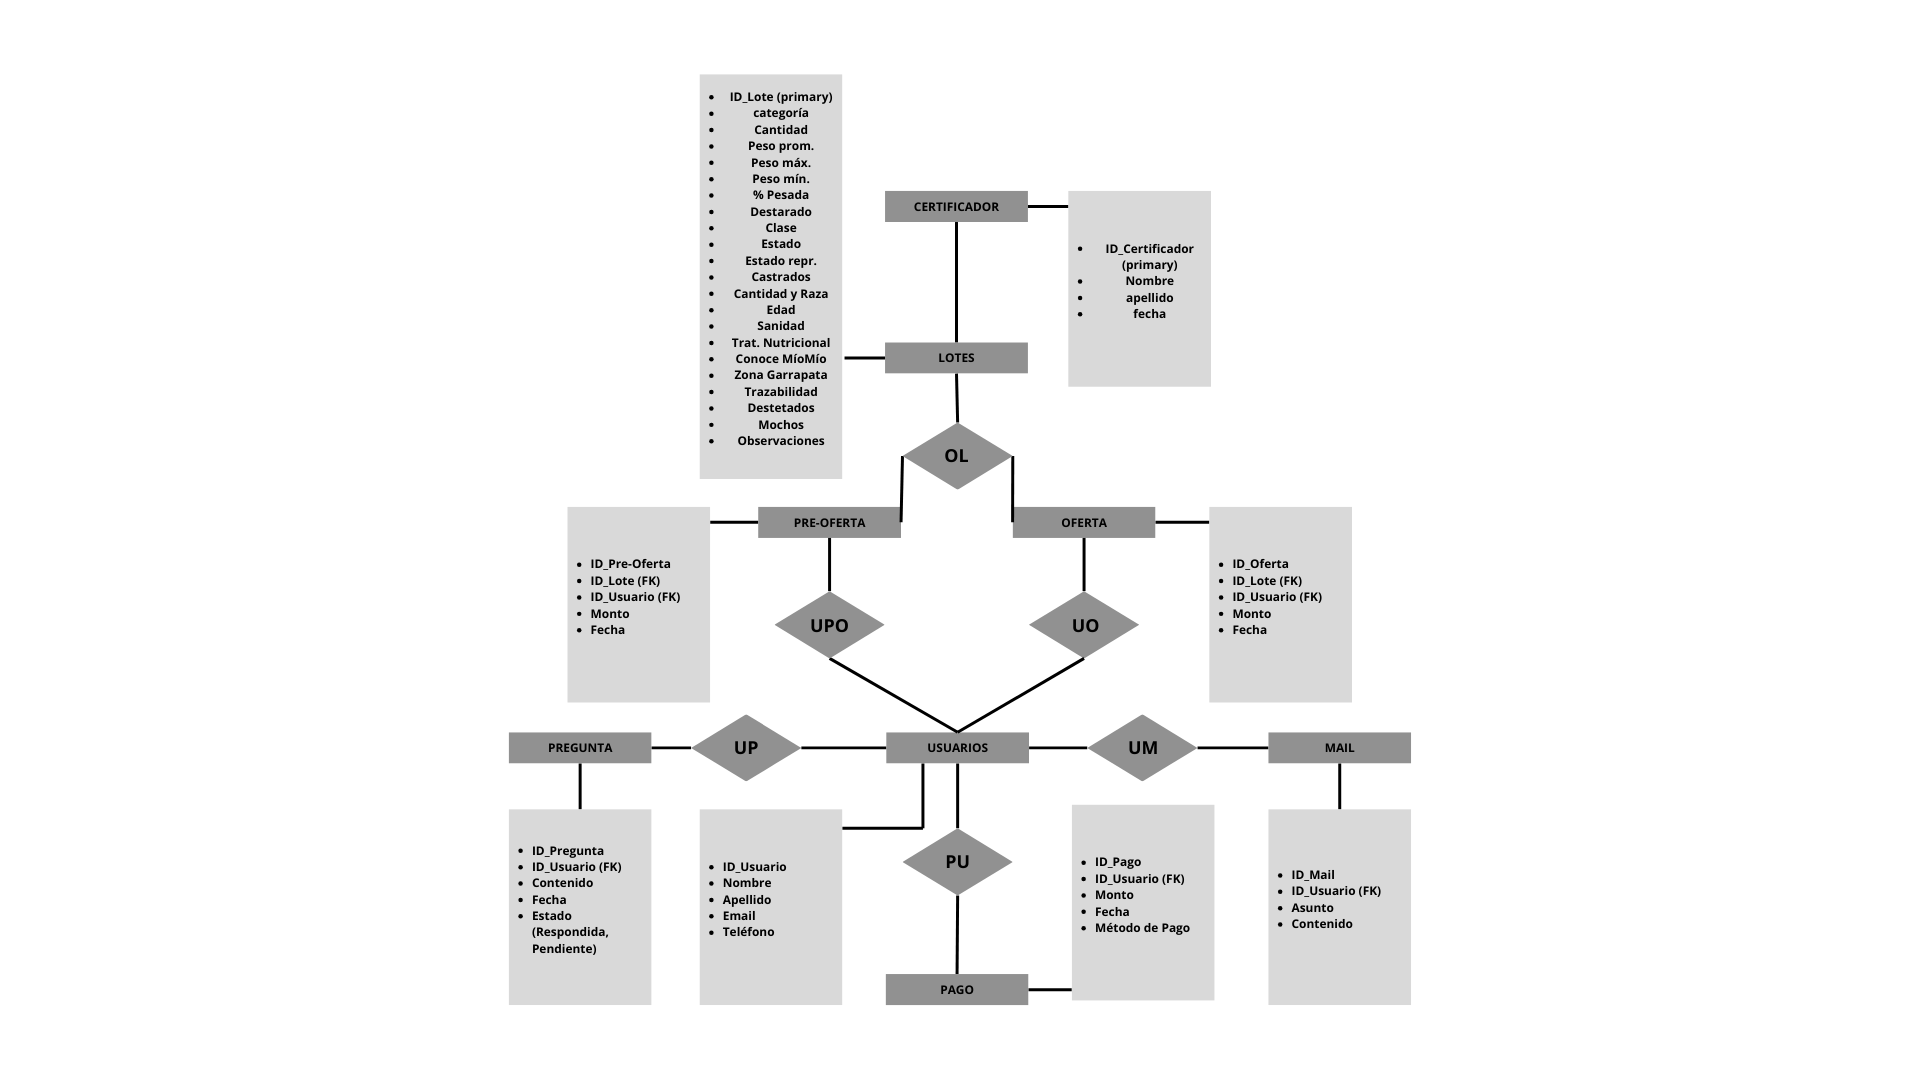 ID_Lote (primary)
categoría
Cantidad
Peso prom.
Peso máx.
Peso mín.
% Pesada
Destarado
Clase
Estado
Estado repr.
Castrados
Cantidad y Raza
Edad
Sanidad
Trat. Nutricional
Conoce MíoMío
Zona Garrapata
Trazabilidad
Destetados
Mochos
Observaciones
CERTIFICADOR
ID_Certificador
(primary)
Nombre
apellido
fecha
LOTES
OL
PRE-OFERTA
OFERTA
ID_Pre-Oferta
ID_Lote (FK)
ID_Usuario (FK)
Monto
Fecha
UPO
UO
ID_Oferta
ID_Lote (FK)
ID_Usuario (FK)
Monto
Fecha
PREGUNTA
UP
USUARIOS
UM
MAIL
ID_Pregunta
ID_Usuario (FK)
Contenido
Fecha
Estado
(Respondida,
Pendiente)
ID_Usuario
Nombre
Apellido
Email
Teléfono
PU
ID_Pago
ID_Usuario (FK)
Monto
Fecha
Método de Pago
ID_Mail
ID_Usuario (FK)
Asunto
Contenido
PAGO